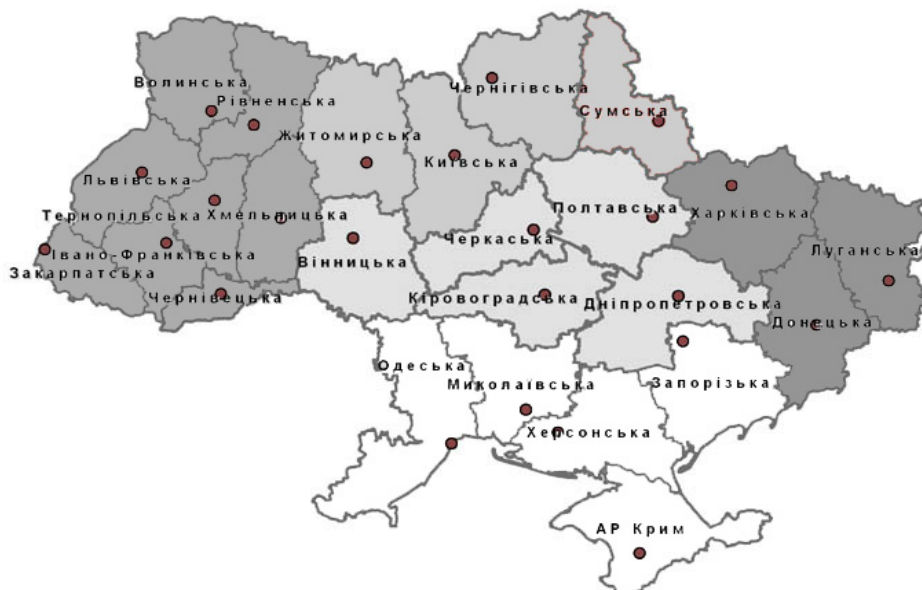 Волинська
Рівненська
Чернігівська
Сумська
Житомирська
Київська
Львівська
Тернопільська
Хмельницька
Полтавська
Харківська
Івано-Франківська
Вінницька
Черкаська
Луганська
Закарпатська
Чернівецька
Кіровоградська
Дніпропетровська
Донецька
Одеська
Миколаївська
Запорізька
Херсонська
АР Крим